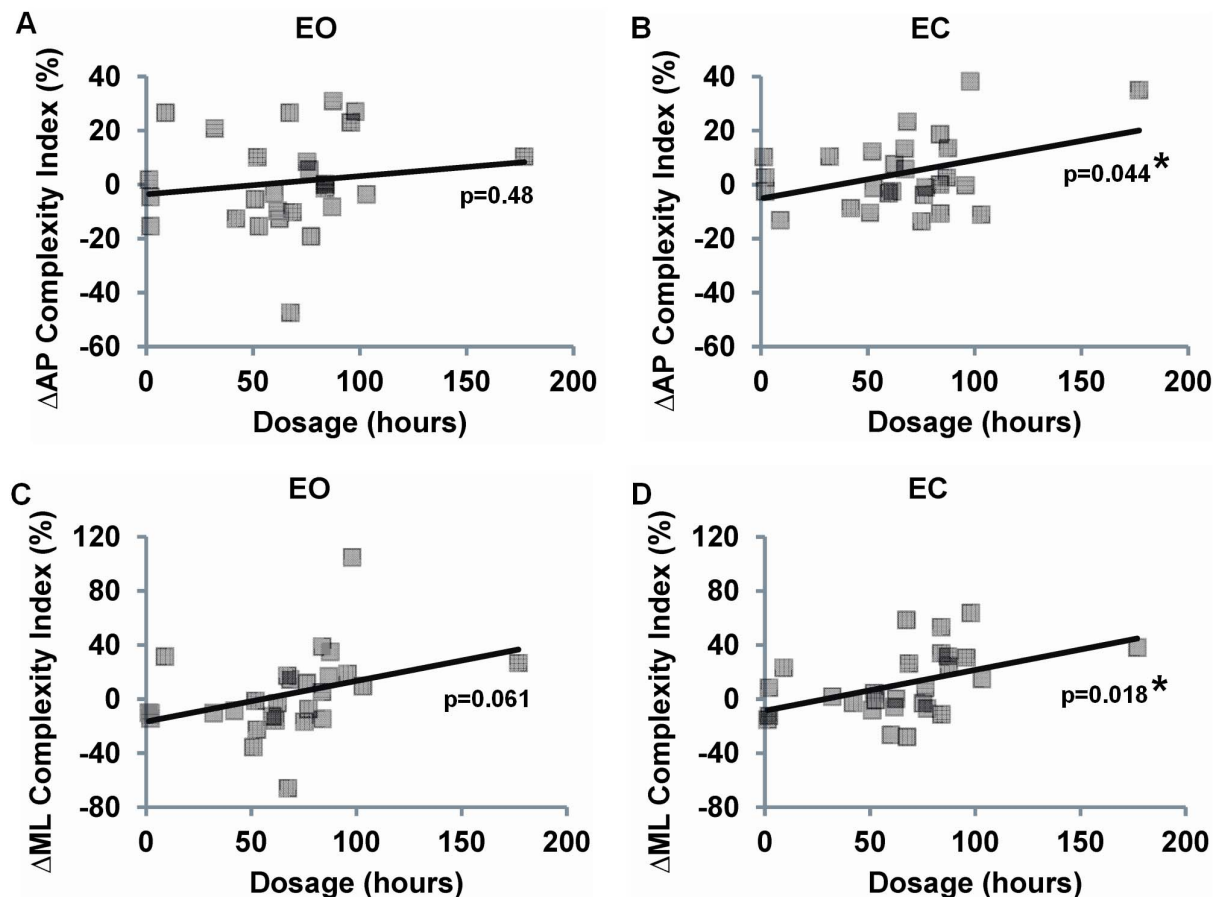 A
EO
ΔAP Complexity Index (%)
40
20
0
-20
-40
-60
p=0.48
0 50 100 150 200
Dosage (hours)
B
EC
ΔAP Complexity Index (%)
40
20
0
-20
-40
-60
p=0.044*
0 50 100 150 200
Dosage (hours)
C
EO
ΔML Complexity Index (%)
120
80
40
0
-40
-80
p=0.061
0 50 100 150 200
Dosage (hours)
D
EC
ΔML Complexity Index (%)
120
80
40
0
-40
-80
p=0.018*
0 50 100 150 200
Dosage (hours)